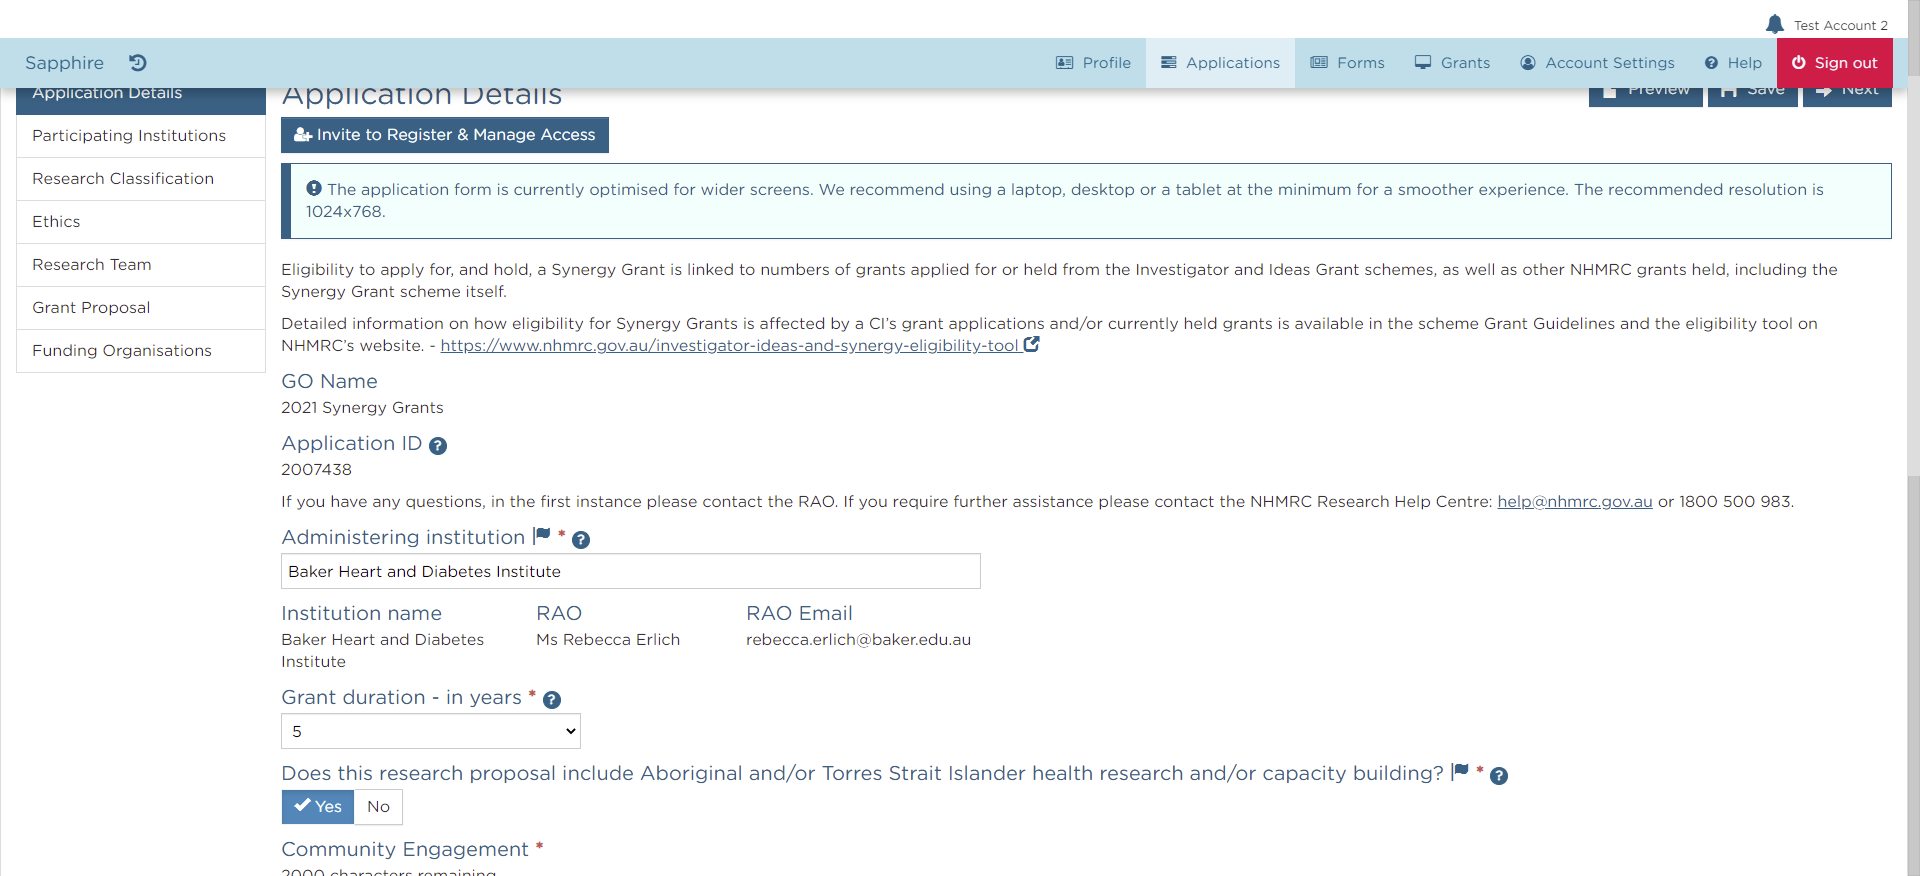 Test Account 2
Sapphire
Profile
Applications
Forms
Grants
Account Settings
Help
Sign out
Application Details
Participating Institutions
Research Classification
Ethics
Research Team
Grant Proposal
Funding Organisations
Application Details
Preview
Save
Next
Invite to Register & Manage Access
The application form is currently optimised for wider screens. We recommend using a laptop, desktop or a tablet at the minimum for a smoother experience. The recommended resolution is
1024x768.
Eligibility to apply for, and hold, a Synergy Grant is linked to numbers of grants applied for or held from the Investigator and Ideas Grant schemes, as well as other NHMRC grants held, including the
Synergy Grant scheme itself.
Detailed information on how eligibility for Synergy Grants is affected by a CI's grant applications and/or currently held grants is available in the scheme Grant Guidelines and the eligibility tool on
NHMRC's website. - https://www.nhmrc.gov.au/investigator-ideas-and-synergy-eligibility-tool
GO Name
2021 Synergy Grants
Application ID ?
2007438
If you have any questions, in the first instance please contact the RAO. If you require further assistance please contact the NHMRC Research Help Centre: help@nhmrc.gov.au or 1800 500 983.
Administering institution * ?
Baker Heart and Diabetes Institute
Institution name RAO RAO Email
Baker Heart and Diabetes Ms Rebecca Erlich rebecca.erlich@baker.edu.au
Institute
Grant duration - in years * ?
5
Does this research proposal include Aboriginal and/or Torres Strait Islander health research and/or capacity building? * ?
Yes No
Community Engagement *
2000 characters remaining